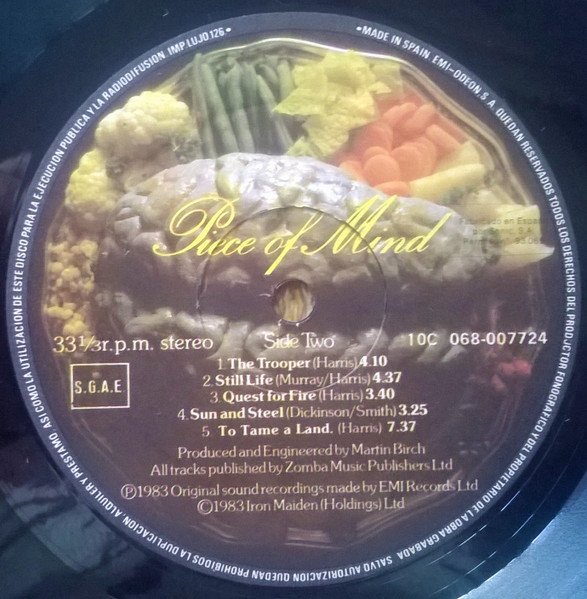 • MADE IN SPAIN. EMI-ODEON, S. A. QUEDAN RESERVADOS TODOS LOS DERECHOS DEL PRODUCTOR FONOGRAFICO Y DEL PROPIETARIO DE LA OBRA GRABADA. SALVO AUTORIZACION QUEDAN PROHIBIDOS LA DUPLICACION, ALQUILER Y PRESTAMO, ASI COMO LA UTILIZACION DE ESTE DISCO PARA LA EJECUCION PUBLICA Y LA RADIODIFUSION. IMP. LUJO 126 •
Piece of Mind
33 1/3 r.p.m. stereo
Side Two
10C 068-007724
S.G.A.E
1. The Trooper (Harris) 4.10
2. Still Life (Murray/Harris) 4.37
3. Quest for Fire (Harris) 3.40
4. Sun and Steel (Dickinson/Smith) 3.25
5 To Tame a Land. (Harris) 7.37
Produced and Engineered by Martin Birch
All tracks published by Zomba Music Publishers Ltd
Ⓟ1983 Original sound recordings made by EMI Records Ltd
©1983 Iron Maiden (Holdings) Ltd